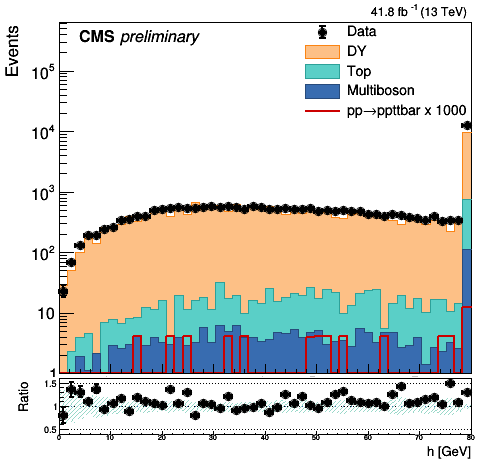 41.8 fb⁻¹ (13 TeV)
CMS preliminary
Data
DY
Top
Multiboson
pp→ppttbar x 1000
Events
10⁵
10⁴
10³
10²
10
1
Ratio
1.5
1
0.5
0 10 20 30 40 50 60 70 80
h [GeV]